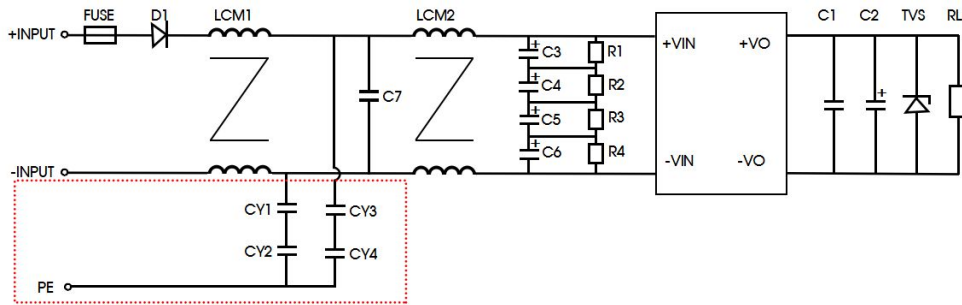 FUSE D1 LCM1 LCM2 C1 C2 TVS RL
+INPUT
C3 R1 +VIN +VO
C4 R2
C7
C5 R3
C6 R4 -VIN -VO
-INPUT
CY1 CY3
CY2 CY4
PE